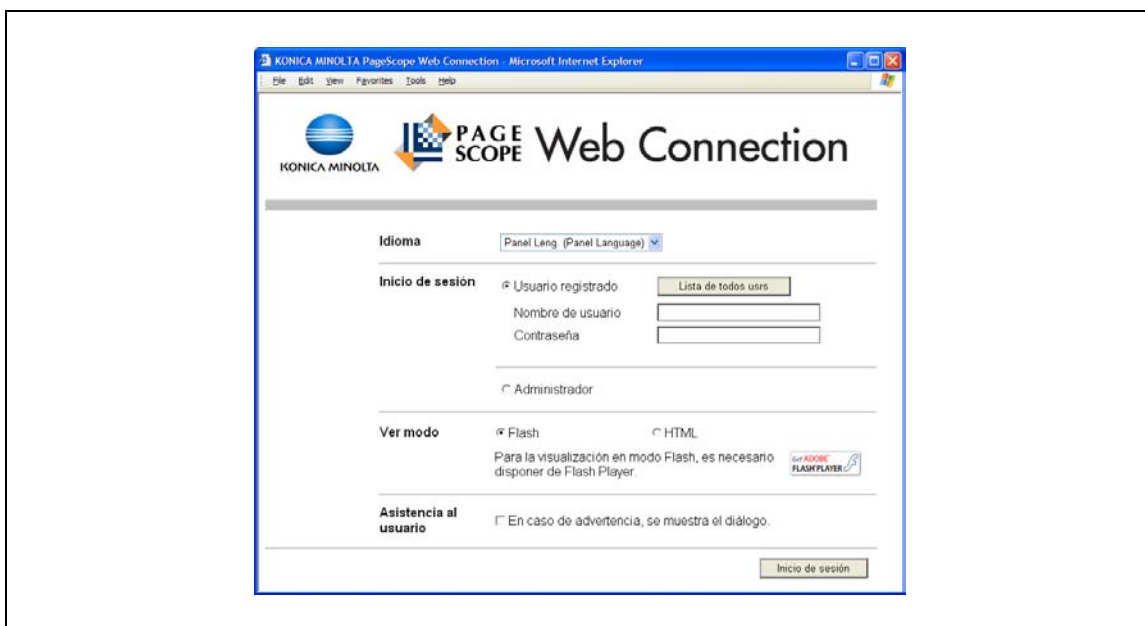 KONICA MINOLTA PageScope Web Connection - Microsoft Internet Explorer
File Edit View Favorites Tools Help
KONICA MINOLTA
PAGE SCOPE Web Connection
Idioma Panel Leng. (Panel Language)
Inicio de sesión Usuario registrado Lista de todos usrs
Nombre de usuario
Contraseña
Administrador
Ver modo Flash HTML
Para la visualización en modo Flash, es necesario
disponer de Flash Player.
Get ADOBE
FLASH PLAYER
Asistencia al
usuario
En caso de advertencia, se muestra el diálogo.
Inicio de sesión